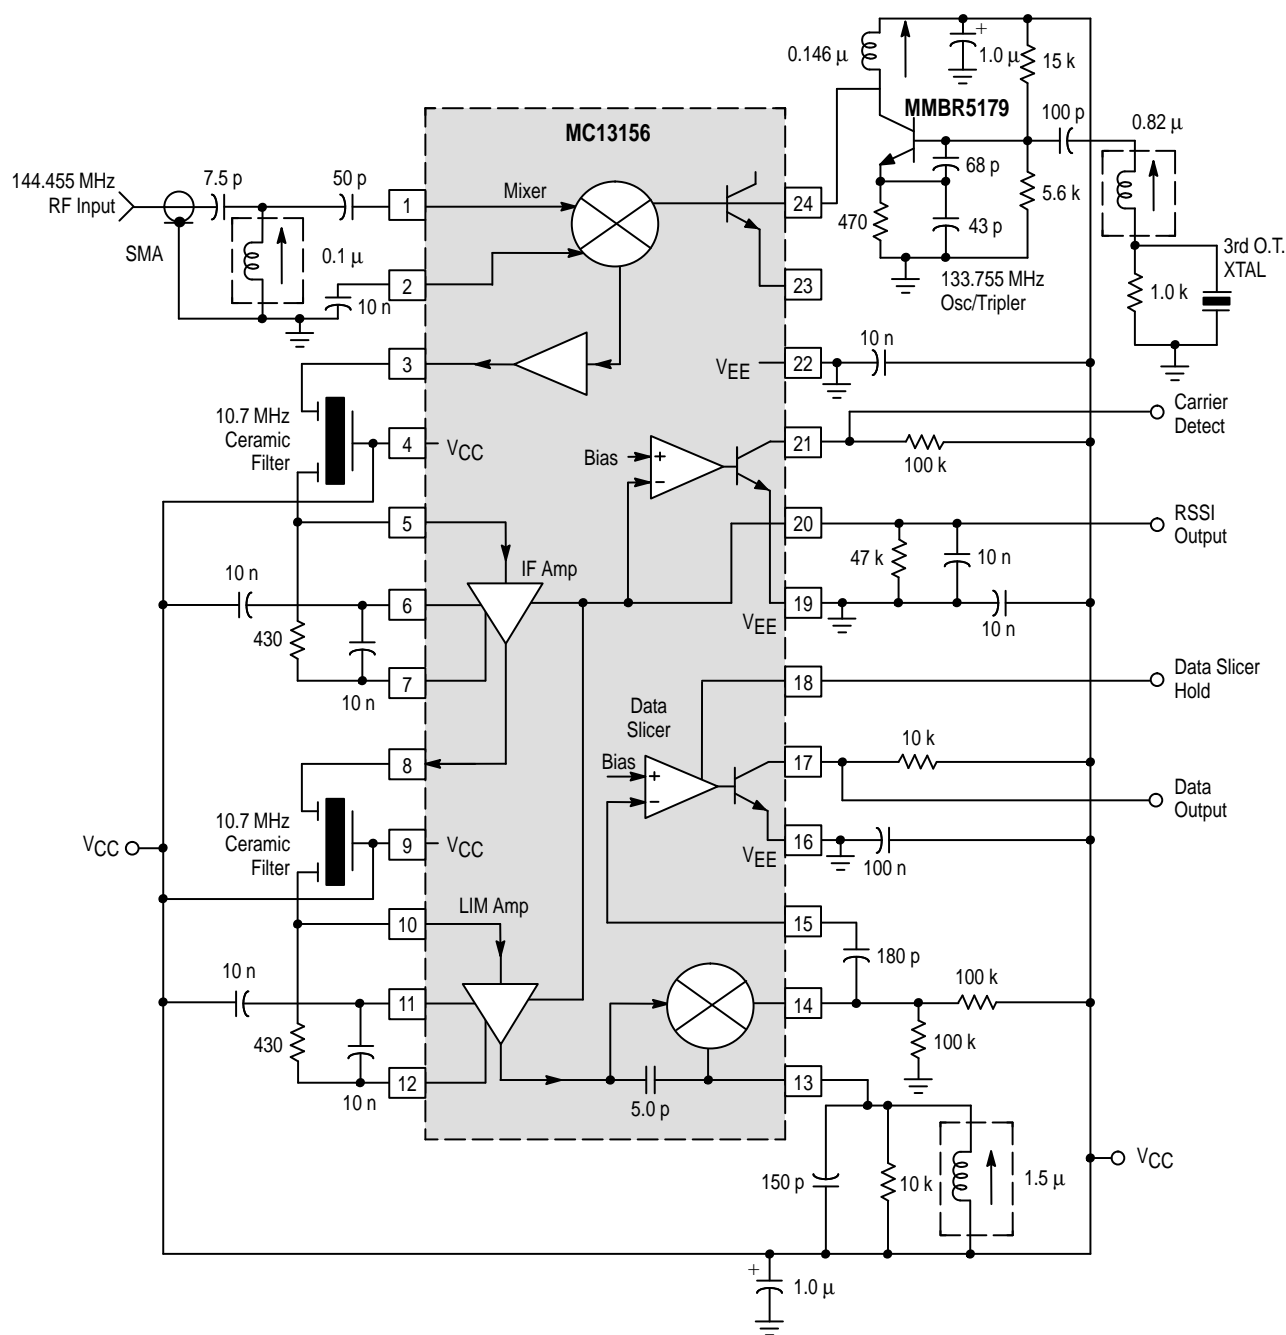 0.146 µ
+
1.0 µ
15 k
MC13156
MMBR5179
100 p
0.82 µ
144.455 MHz
RF Input
7.5 p
50 p
1
Mixer
24
68 p
5.6 k
SMA
0.1 µ
470
43 p
3rd O.T.
XTAL
2
10 n
23
133.755 MHz
Osc/Tripler
1.0 k
3
VEE
22
10 n
10.7 MHz
Ceramic
Filter
4
VCC
Bias
+
–
21
100 k
Carrier
Detect
5
20
RSSI
Output
10 n
IF Amp
47 k
10 n
6
19
430
VEE
10 n
7
10 n
18
Data Slicer
Hold
Data
Slicer
8
Bias
+
–
17
10 k
Data
Output
10.7 MHz
Ceramic
Filter
VCC
9
VCC
VEE
16
100 n
10
LIM Amp
15
180 p
10 n
100 k
11
14
430
100 k
12
10 n
5.0 p
13
150 p
10 k
1.5 µ
VCC
+
1.0 µ